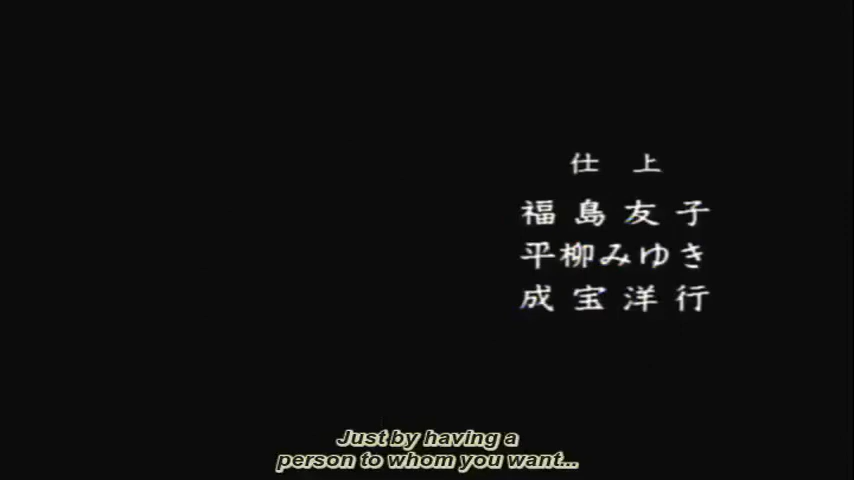 仕上
福島友子
平柳みゆき
成宝洋行
Just by having a
person to whom you want...